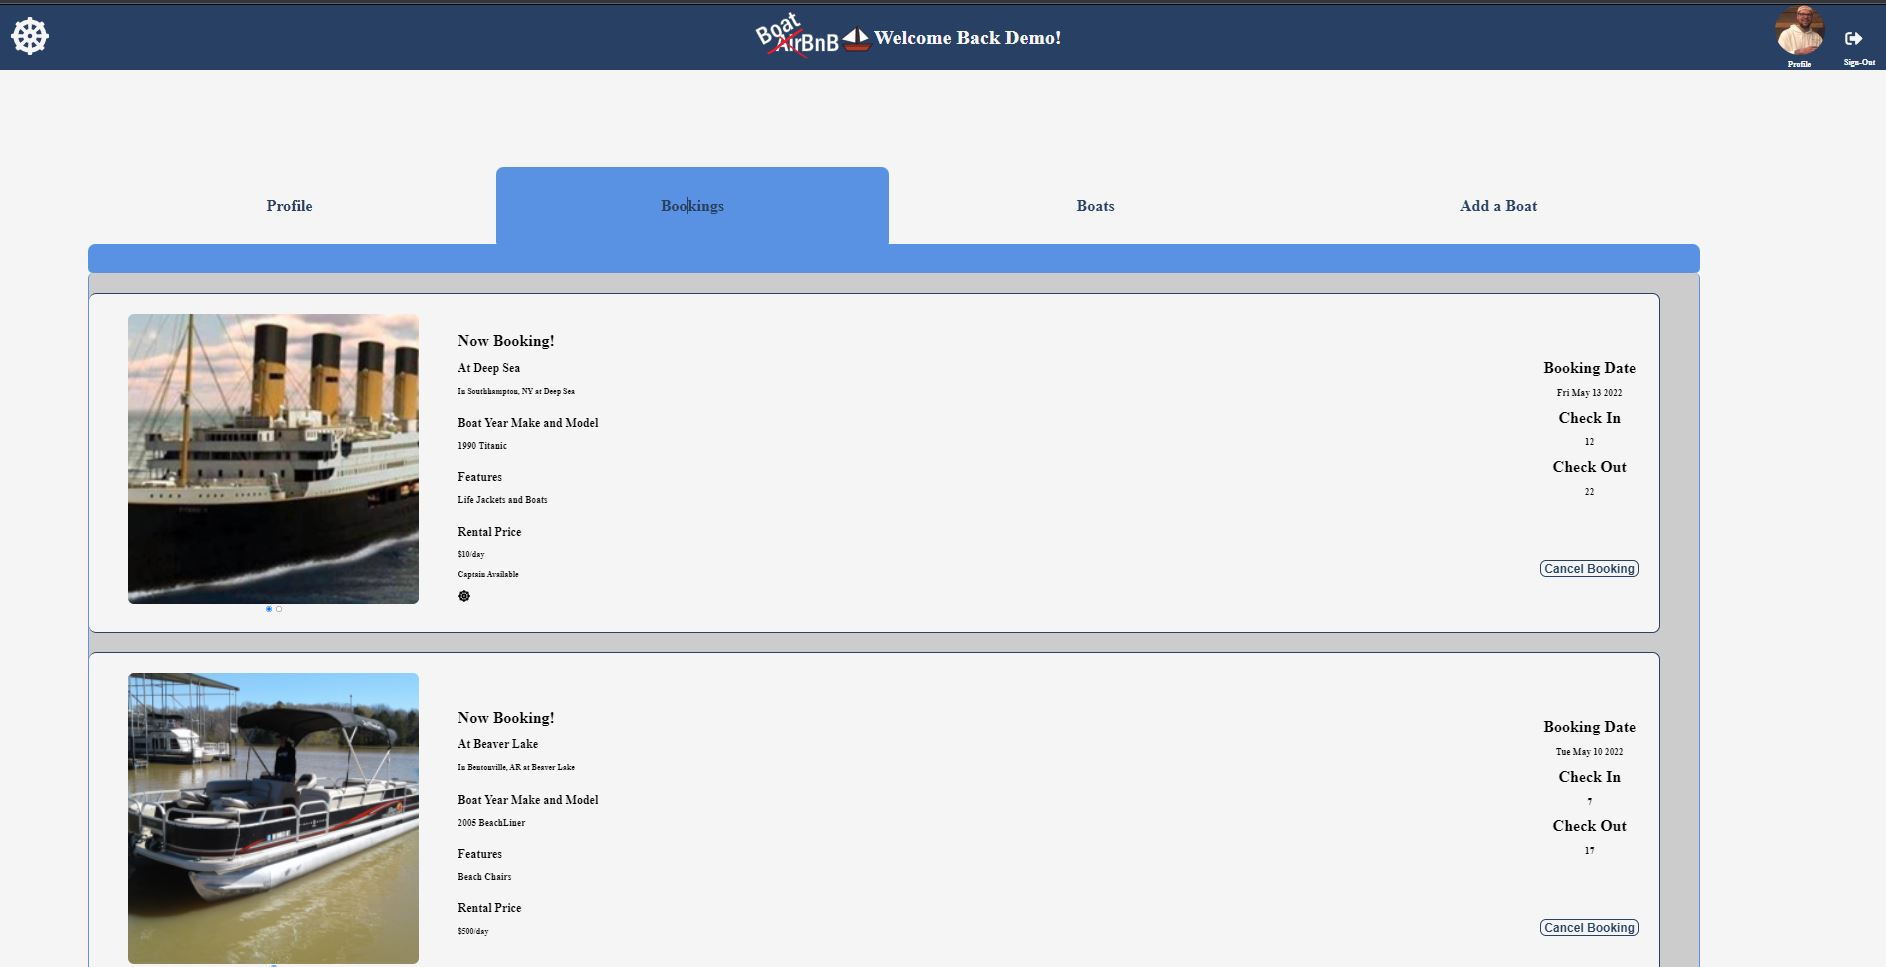 Boat
AirBnB
Welcome Back Demo!
Profile
Sign-Out
Profile
Bookings
Boats
Add a Boat
Now Booking!
At Deep Sea
In Southhampton, NY at Deep Sea
Boat Year Make and Model
1990 Titanic
Features
Life Jackets and Boats
Rental Price
$10/day
Captain Available
Booking Date
Fri May 13 2022
Check In
12
Check Out
22
Cancel Booking
Now Booking!
At Beaver Lake
In Bentonville, AR at Beaver Lake
Boat Year Make and Model
2005 BeachLiner
Features
Beach Chairs
Rental Price
$500/day
Booking Date
Tue May 10 2022
Check In
7
Check Out
17
Cancel Booking